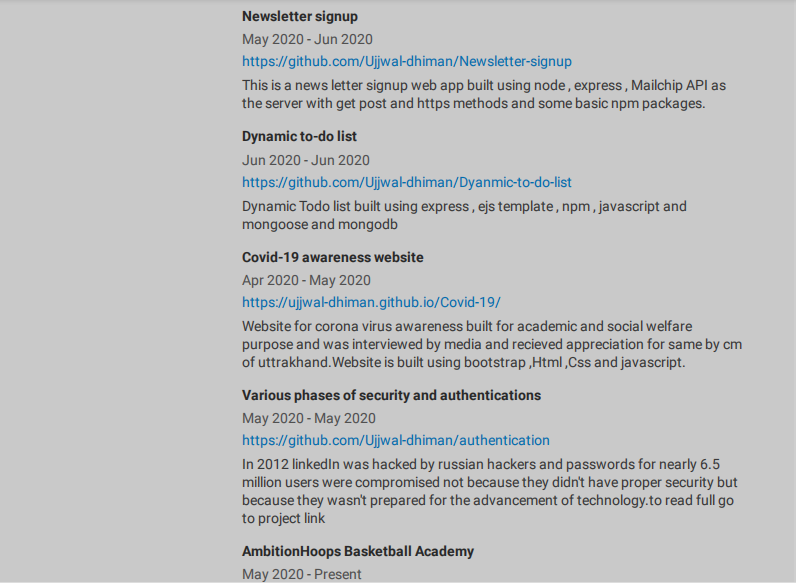 Newsletter signup
May 2020 - Jun 2020
https://github.com/Ujjwal-dhiman/Newsletter-signup
This is a news letter signup web app built using node , express , Mailchip API as
the server with get post and https methods and some basic npm packages.
Dynamic to-do list
Jun 2020 - Jun 2020
https://github.com/Ujjwal-dhiman/Dyanmic-to-do-list
Dynamic Todo list built using express , ejs template , npm , javascript and
mongoose and mongodb
Covid-19 awareness website
Apr 2020 - May 2020
https://ujjwal-dhiman.github.io/Covid-19/
Website for corona virus awareness built for academic and social welfare
purpose and was interviewed by media and recieved appreciation for same by cm
of uttrakhand.Website is built using bootstrap ,Html ,Css and javascript.
Various phases of security and authentications
May 2020 - May 2020
https://github.com/Ujjwal-dhiman/authentication
In 2012 linkedIn was hacked by russian hackers and passwords for nearly 6.5
million users were compromised not because they didn't have proper security but
because they wasn't prepared for the advancement of technology.to read full go
to project link
AmbitionHoops Basketball Academy
May 2020 - Present